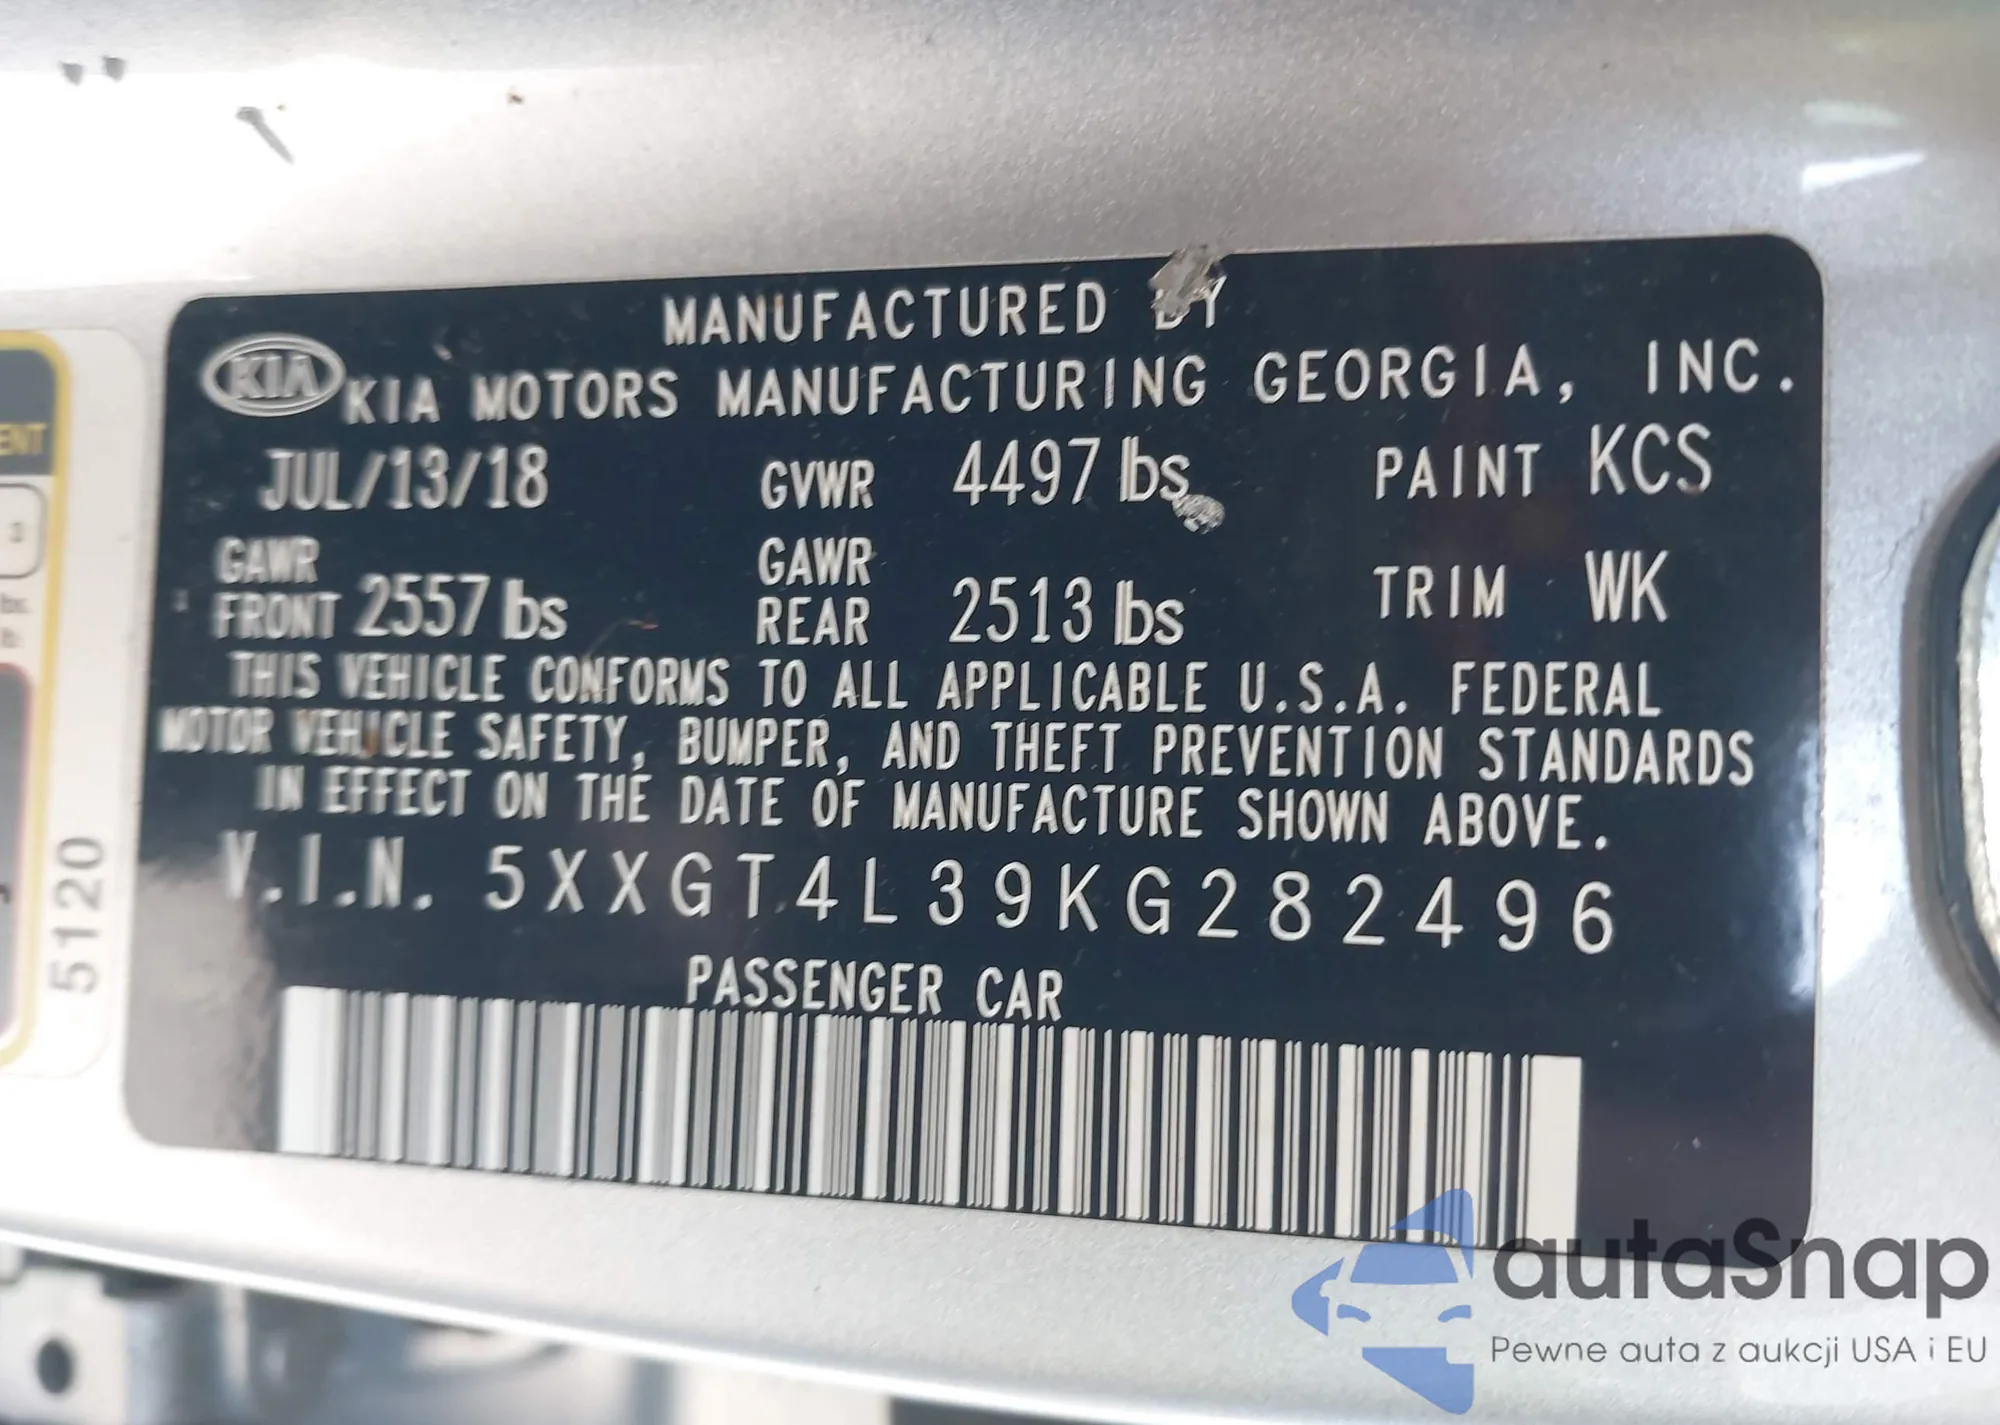 MANUFACTURED BY
KIA KIA MOTORS MANUFACTURING GEORGIA, INC.
JUL/13/18 GVWR 4497 lbs PAINT KCS
GAWR FRONT 2557 lbs GAWR REAR 2513 lbs TRIM WK
THIS VEHICLE CONFORMS TO ALL APPLICABLE U.S.A. FEDERAL
MOTOR VEHICLE SAFETY, BUMPER, AND THEFT PREVENTION STANDARDS
IN EFFECT ON THE DATE OF MANUFACTURE SHOWN ABOVE.
V.I.N. 5XXGT4L39KG282496
PASSENGER CAR
5120
autaSnap
Pewne auta z aukcji USA i EU